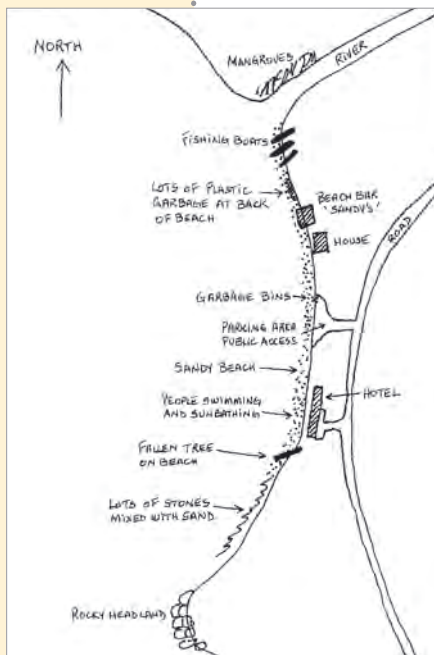 NORTH
MANGROVES
RIVER
FISHING BOATS
LOTS OF PLASTIC
GARBAGE AT BACK
OF BEACH
BEACH BAR
'SANDY'S'
HOUSE
ROAD
GARBAGE BINS
PARKING AREA
PUBLIC ACCESS
SANDY BEACH
HOTEL
PEOPLE SWIMMING
AND SUNBATHING
FALLEN TREE
ON BEACH
LOTS OF STONES
MIXED WITH SAND
ROCKY HEADLAND